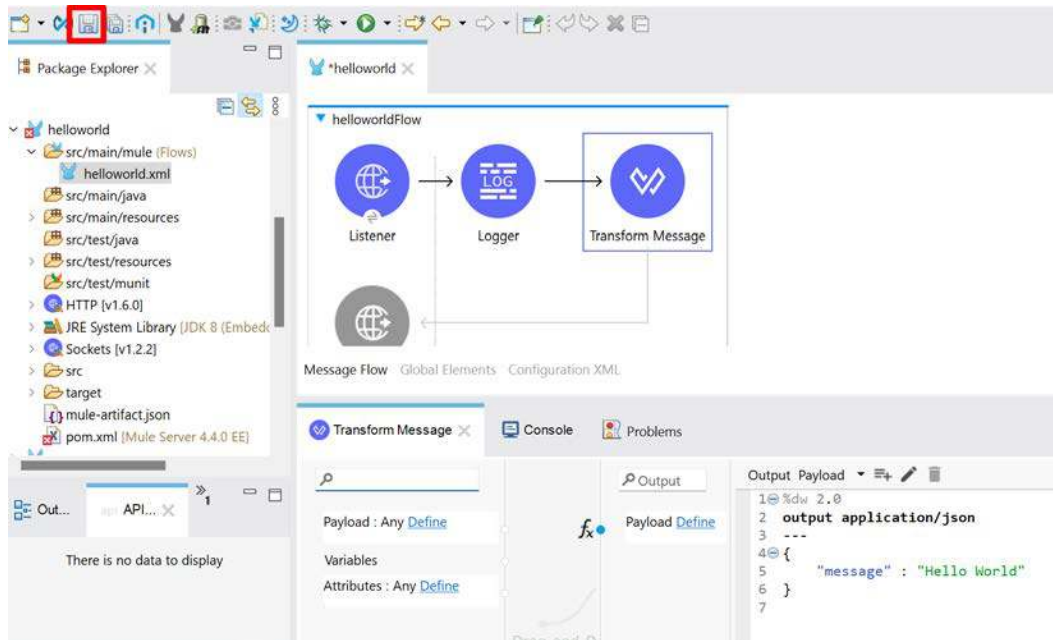 Package Explorer
*helloworld
helloworld
src/main/mule (Flows)
helloworld.xml
src/main/java
src/main/resources
src/test/java
src/test/resources
src/test/munit
HTTP [v1.6.0]
JRE System Library [JDK 8 (Embedc
Sockets [v1.2.2]
src
target
mule-artifact.json
pom.xml [Mule Server 4.4.0 EE]
helloworldFlow
Listener
LOG
Logger
Transform Message
Message Flow
Global Elements
Configuration XML
Out...
API...
1
There is no data to display
Transform Message
Console
Problems
Payload : Any Define
Variables
Attributes : Any Define
fx
Output
Payload Define
Output Payload
1 %dw 2.0
2 output application/json
3 ---
4 {
5 "message" : "Hello World"
6 }
7